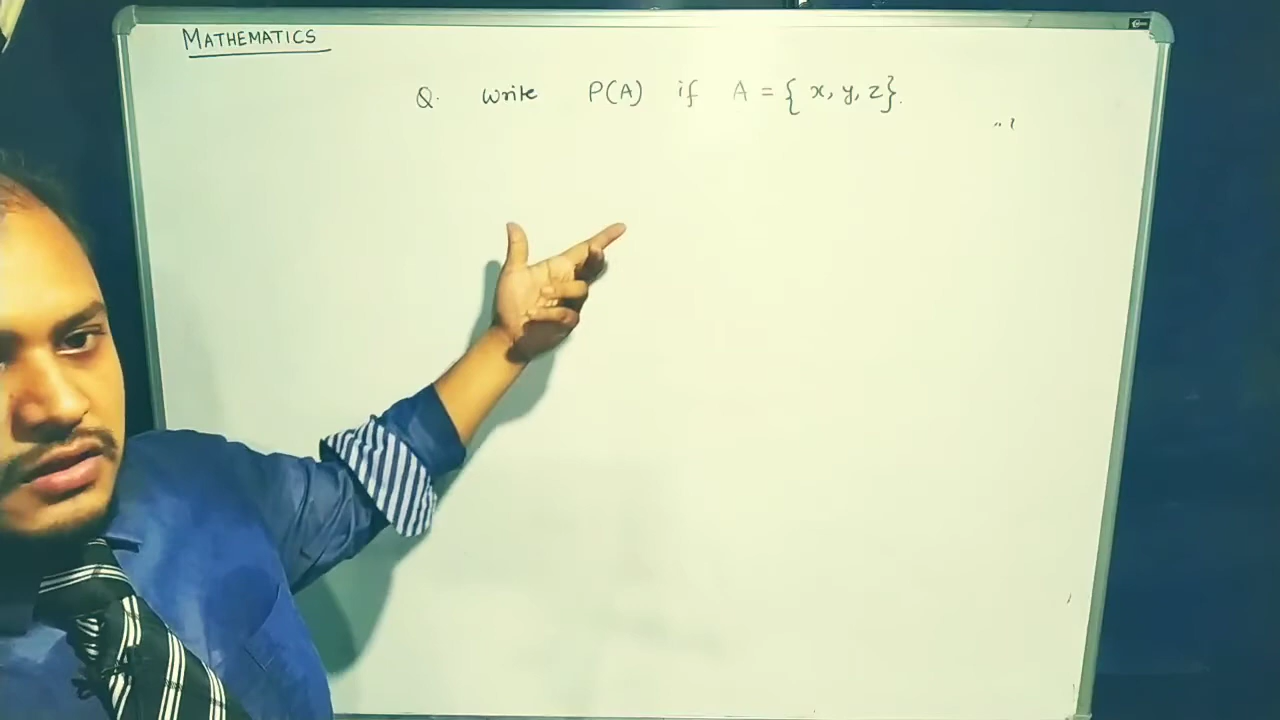 MATHEMATICS
Q. Write P(A) if A = { x, y, z}.